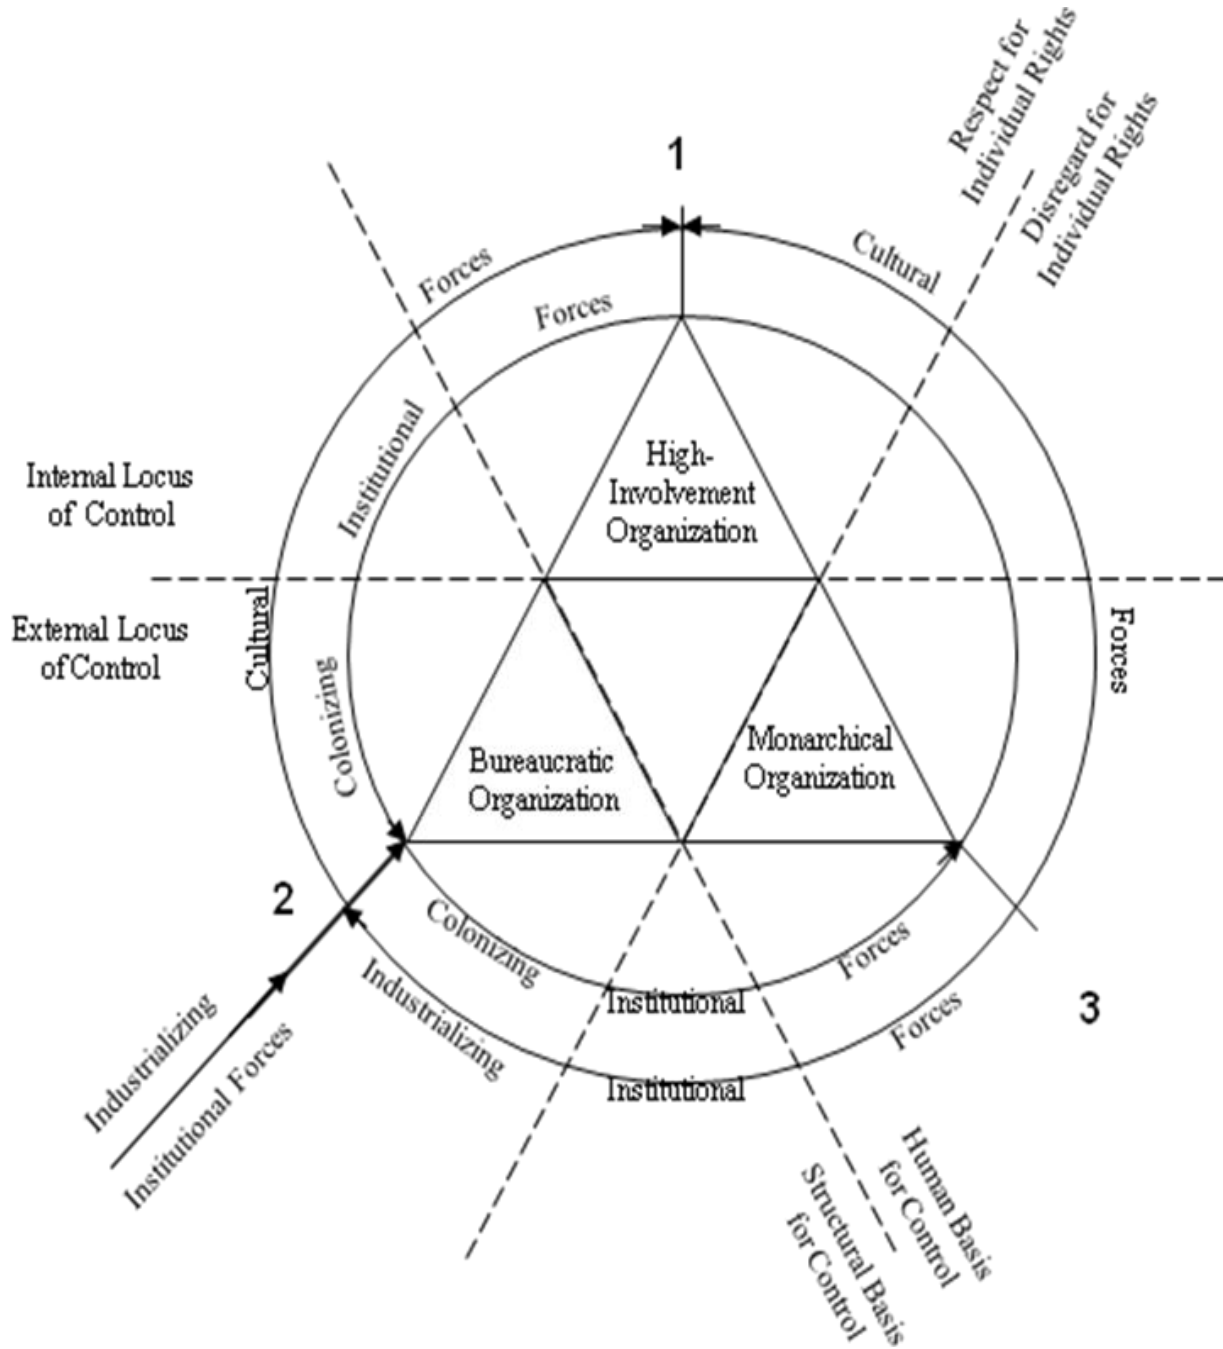 Respect for
Individual Rights
Disregard for
Individual Rights
1
Forces
Cultural
Forces
Institutional
High-
Involvement
Organization
Internal Locus
of Control
External Locus
of Control
Cultural
Forces
Colonizing
Bureaucratic
Organization
Monarchical
Organization
2
Colonizing
Institutional
Forces
Industrializing
Institutional
Forces
3
Industrializing
Institutional Forces
Human Basis
for Control
Structural Basis
for Control